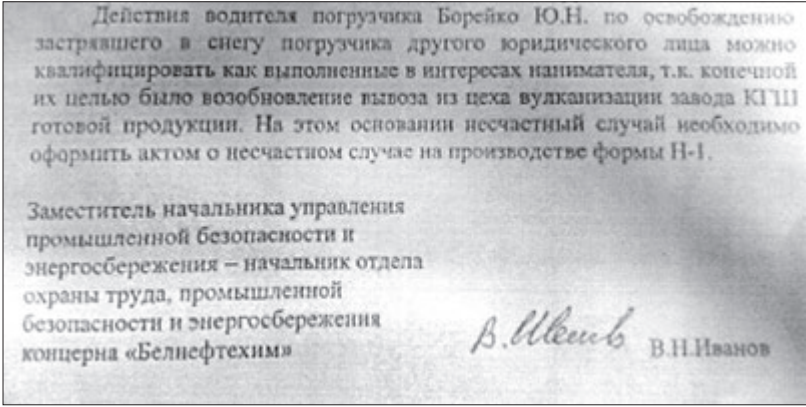 Действия водителя погрузчика Борейко Ю.Н. по освобождению
застрявшего в снегу погрузчика другого юридического лица можно
квалифицировать как выполненные в интересах нанимателя, т.к. конечной
их целью было возобновление вывоза из цеха вулканизации завода КГШ
готовой продукции. На этом основании несчастный случай необходимо
оформить актом о несчастном случае на производстве формы Н-1.
Заместитель начальника управления
промышленной безопасности и
энергосбережения – начальник отдела
охраны труда, промышленной
безопасности и энергосбережения
концерна «Белнефтехим»
В.Н.Иванов